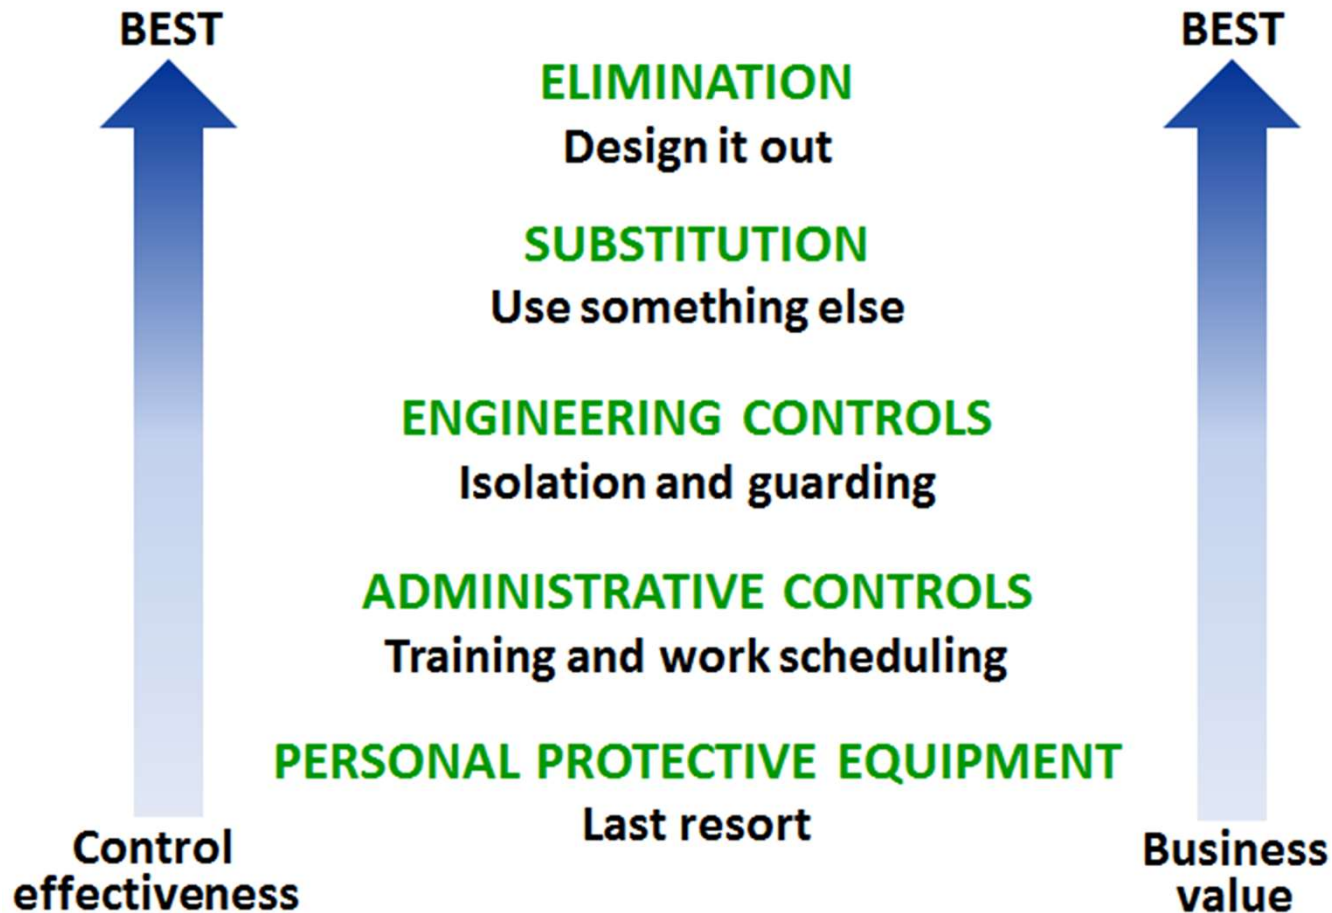 BEST
BEST
ELIMINATION
Design it out
SUBSTITUTION
Use something else
ENGINEERING CONTROLS
Isolation and guarding
ADMINISTRATIVE CONTROLS
Training and work scheduling
PERSONAL PROTECTIVE EQUIPMENT
Last resort
Control
effectiveness
Business
value